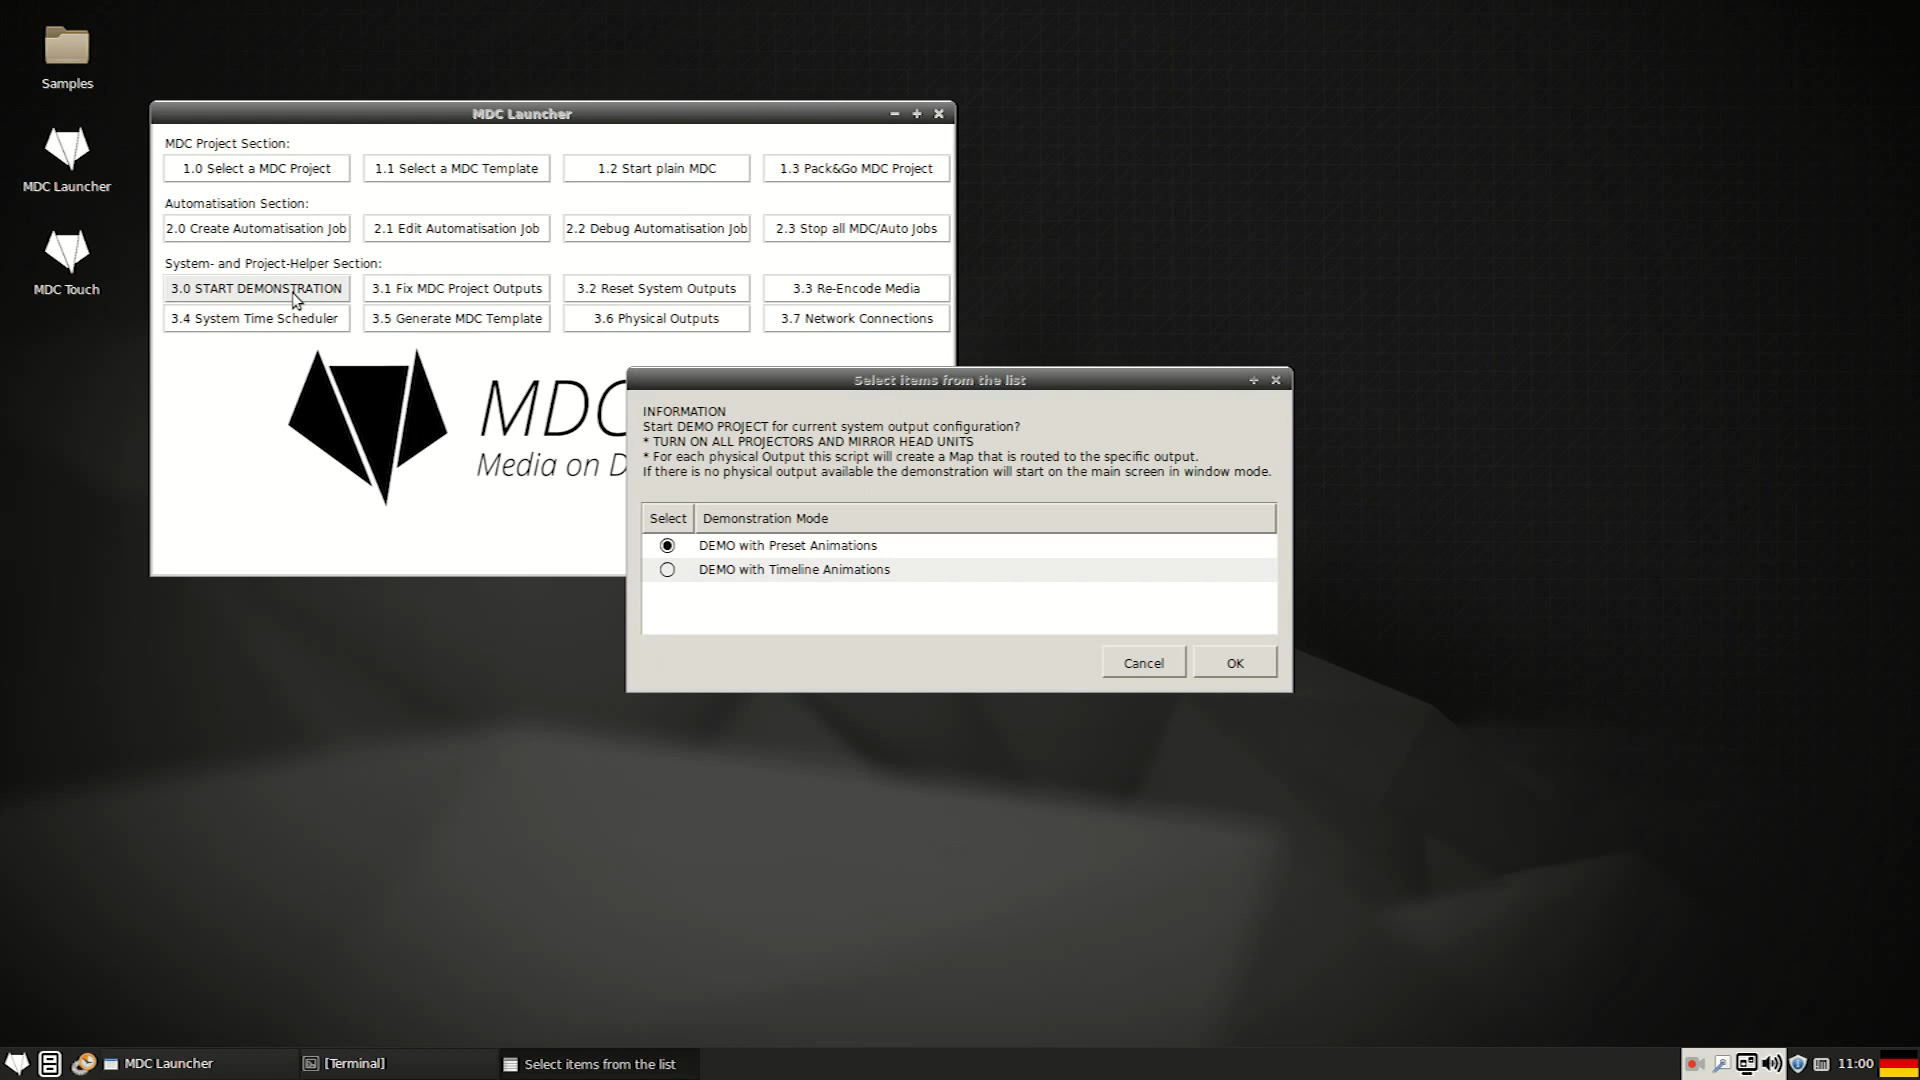 Samples
MDC Launcher
MDC Touch
MDC Launcher
MDC Project Section:
1.0 Select a MDC Project
1.1 Select a MDC Template
1.2 Start plain MDC
1.3 Pack&Go MDC Project
Automatisation Section:
2.0 Create Automatisation Job
2.1 Edit Automatisation Job
2.2 Debug Automatisation Job
2.3 Stop all MDC/Auto Jobs
System- and Project-Helper Section:
3.0 START DEMONSTRATION
3.1 Fix MDC Project Outputs
3.2 Reset System Outputs
3.3 Re-Encode Media
3.4 System Time Scheduler
3.5 Generate MDC Template
3.6 Physical Outputs
3.7 Network Connections
MDC
Media on D
Select items from the list
INFORMATION
Start DEMO PROJECT for current system output configuration?
* TURN ON ALL PROJECTORS AND MIRROR HEAD UNITS
* For each physical Output this script will create a Map that is routed to the specific output.
If there is no physical output available the demonstration will start on the main screen in window mode.
Select
Demonstration Mode
DEMO with Preset Animations
DEMO with Timeline Animations
Cancel
OK
MDC Launcher
[Terminal]
Select items from the list
11:00